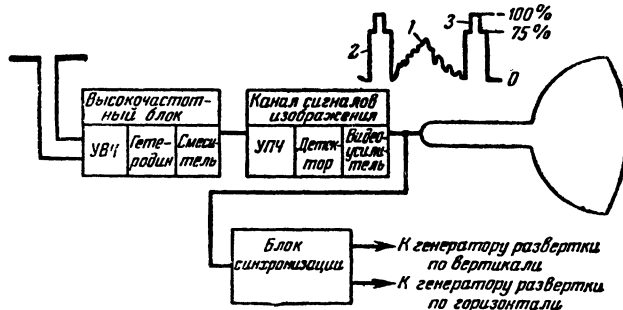 100%
3
75%
1
2
0
Высокочастот-
ный блок
УВЧ
Гете-
родин
Смеси-
тель
Канал сигналов
изображения
УПЧ
Детек-
тор
Видео-
усили-
тель
Блок
синхронизации
К генератору развертки
по вертикали
К генератору развертки
по горизонтали